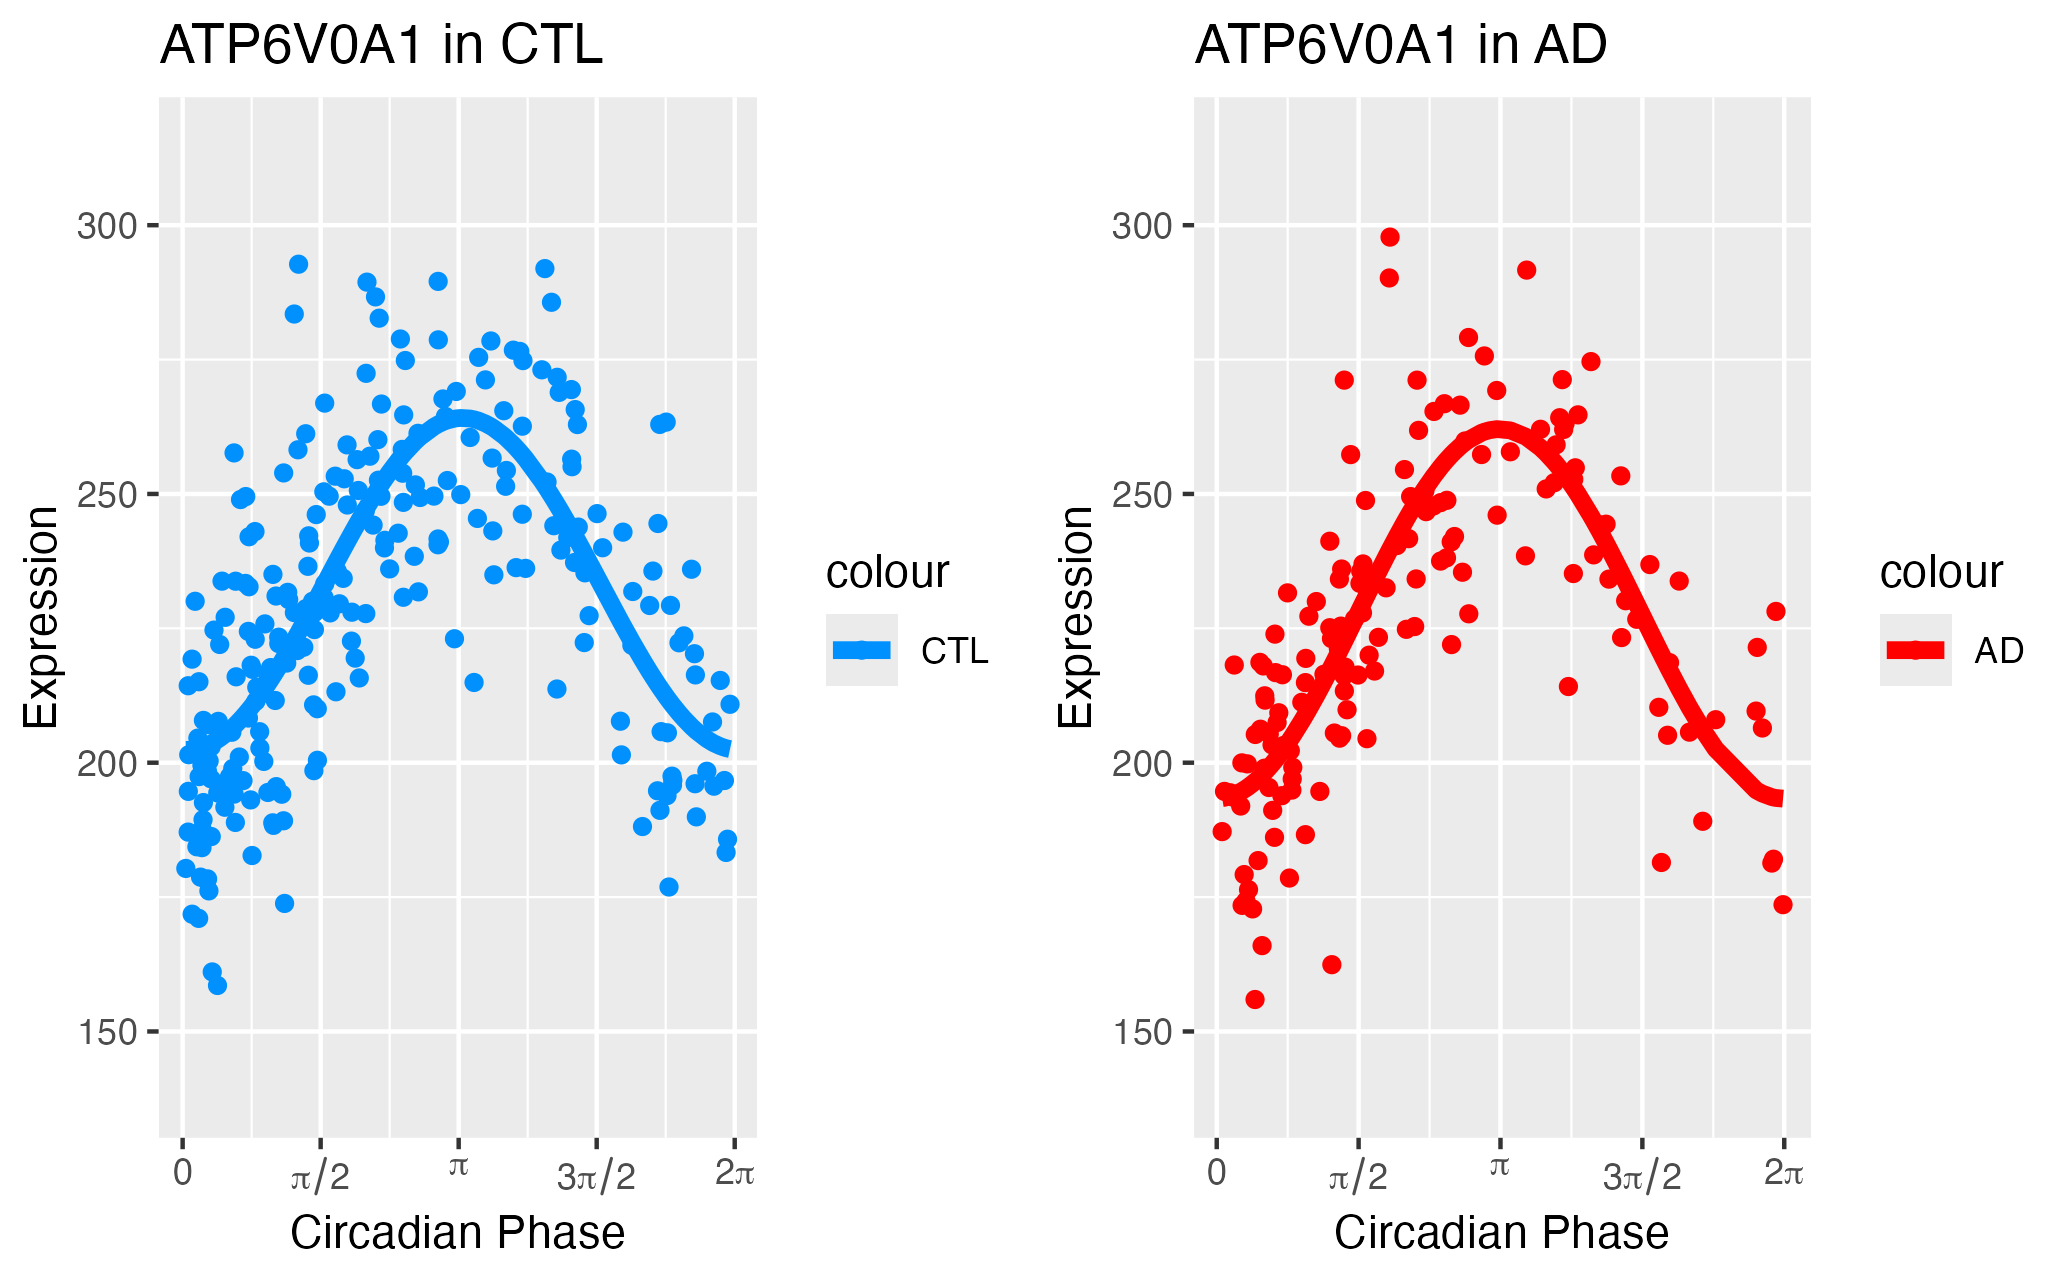 ATP6V0A1 in CTL
Expression
300
250
200
150
0 π/2 π 3π/2 2π
Circadian Phase
colour
CTL
ATP6V0A1 in AD
Expression
300
250
200
150
0 π/2 π 3π/2 2π
Circadian Phase
colour
AD